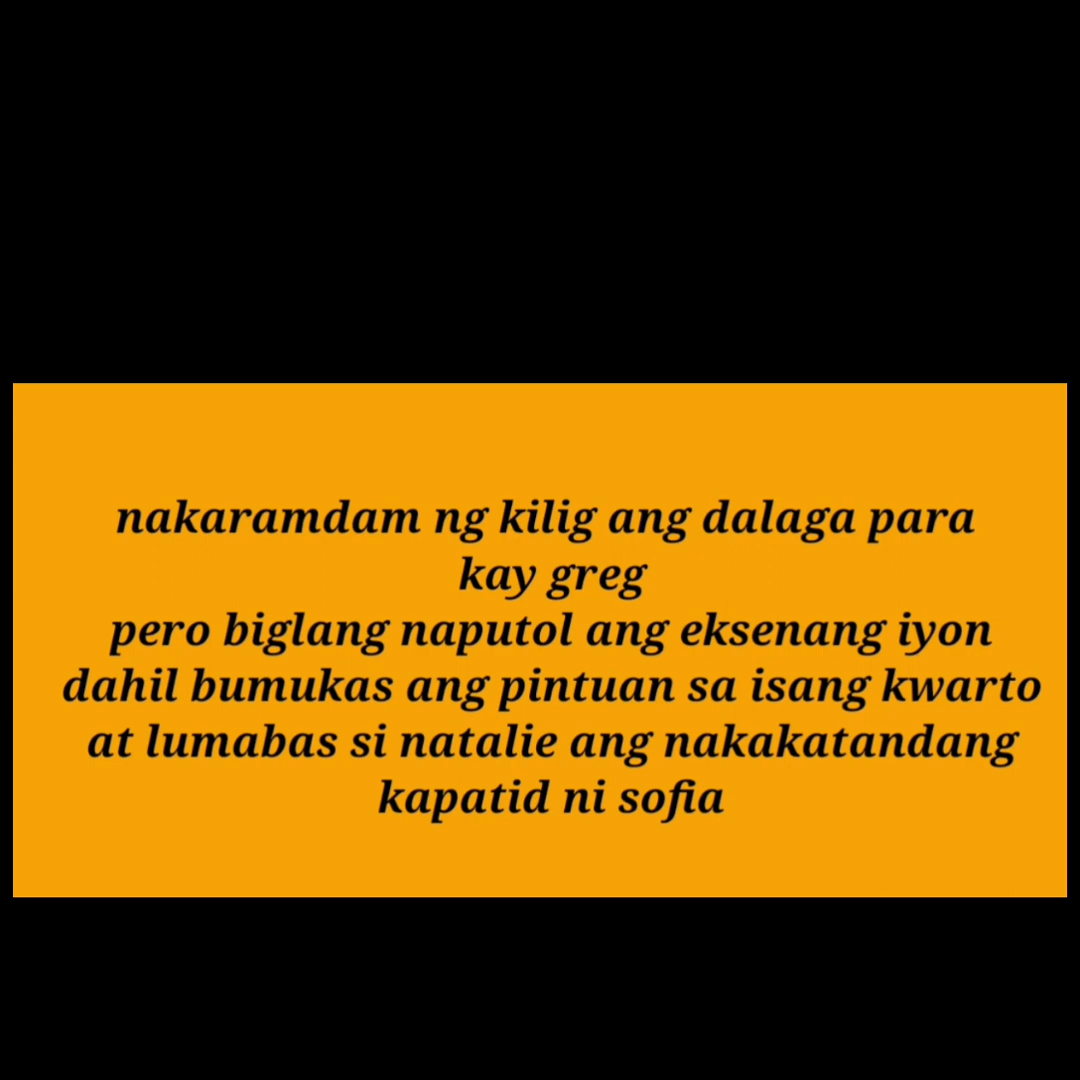 nakaramdam ng kilig ang dalaga para
kay greg
pero biglang naputol ang eksenang iyon
dahil bumukas ang pintuan sa isang kwarto
at lumabas si natalie ang nakakatandang
kapatid ni sofia